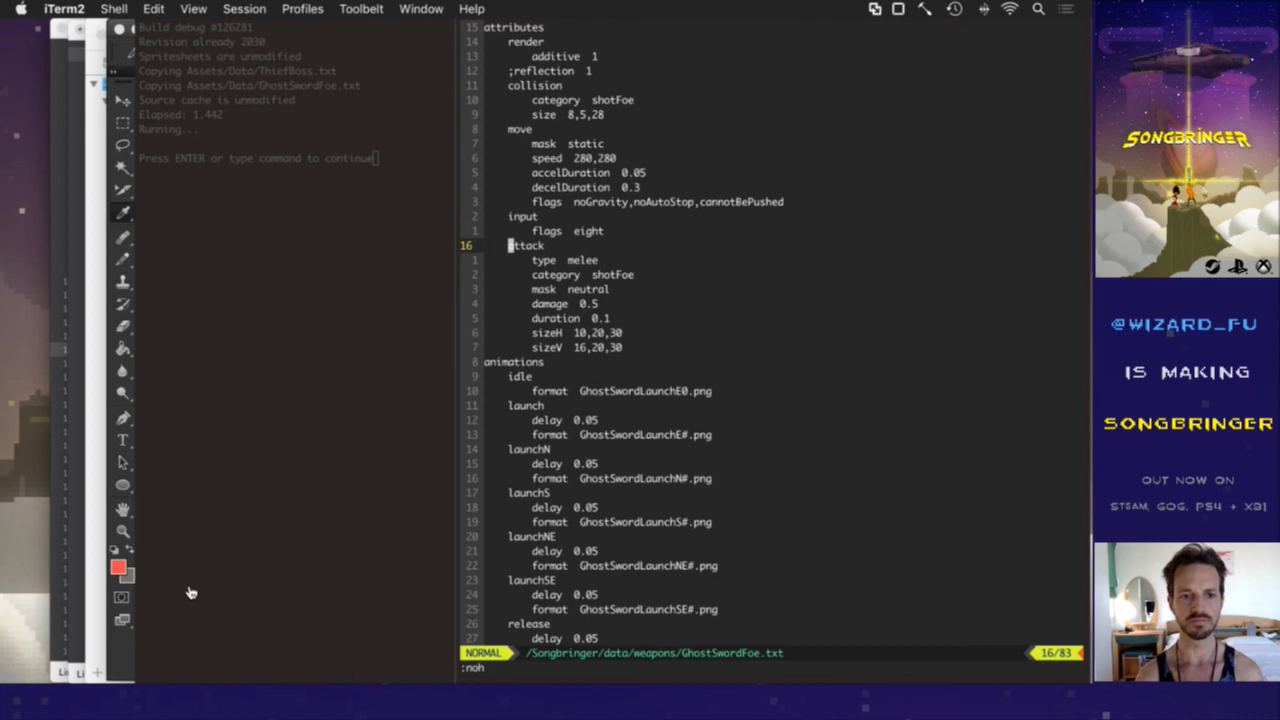 iTerm2 Shell Edit View Session Profiles Toolbelt Window Help
Build debug #126281
Revision already 2030
Spritesheets are unmodified
Copying Assets/Data/ThiefBoss.txt
Copying Assets/Data/GhostSwordFoe.txt
Source cache is unmodified
Elapsed: 1.442
Running...
Press ENTER or type command to continue
15 attributes
14 render
13 additive 1
12 ;reflection 1
11 collision
10 category shotFoe
9 size 8,5,28
8 move
7 mask static
6 speed 280,280
5 accelDuration 0.05
4 decelDuration 0.3
3 flags noGravity,noAutoStop,cannotBePushed
2 input
1 flags eight
16 attack
1 type melee
2 category shotFoe
3 mask neutral
4 damage 0.5
5 duration 0.1
6 sizeH 10,20,30
7 sizeV 16,20,30
8 animations
9 idle
10 format GhostSwordLaunchE0.png
11 launch
12 delay 0.05
13 format GhostSwordLaunchE#.png
14 launchN
15 delay 0.05
16 format GhostSwordLaunchN#.png
17 launchS
18 delay 0.05
19 format GhostSwordLaunchS#.png
20 launchNE
21 delay 0.05
22 format GhostSwordLaunchNE#.png
23 launchSE
24 delay 0.05
25 format GhostSwordLaunchSE#.png
26 release
27 delay 0.05
NORMAL /Songbringer/data/weapons/GhostSwordFoe.txt 16/83
:noh
SONGBRINGER
@WIZARD_FU
IS MAKING
SONGBRINGER
OUT NOW ON
STEAM, GOG, PS4 + XB1